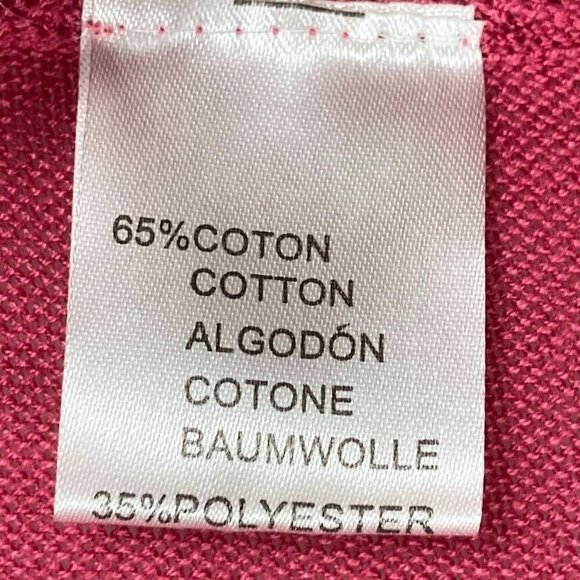 65%COTON
COTTON
ALGODÓN
COTONE
BAUMWOLLE
35%POLYESTER